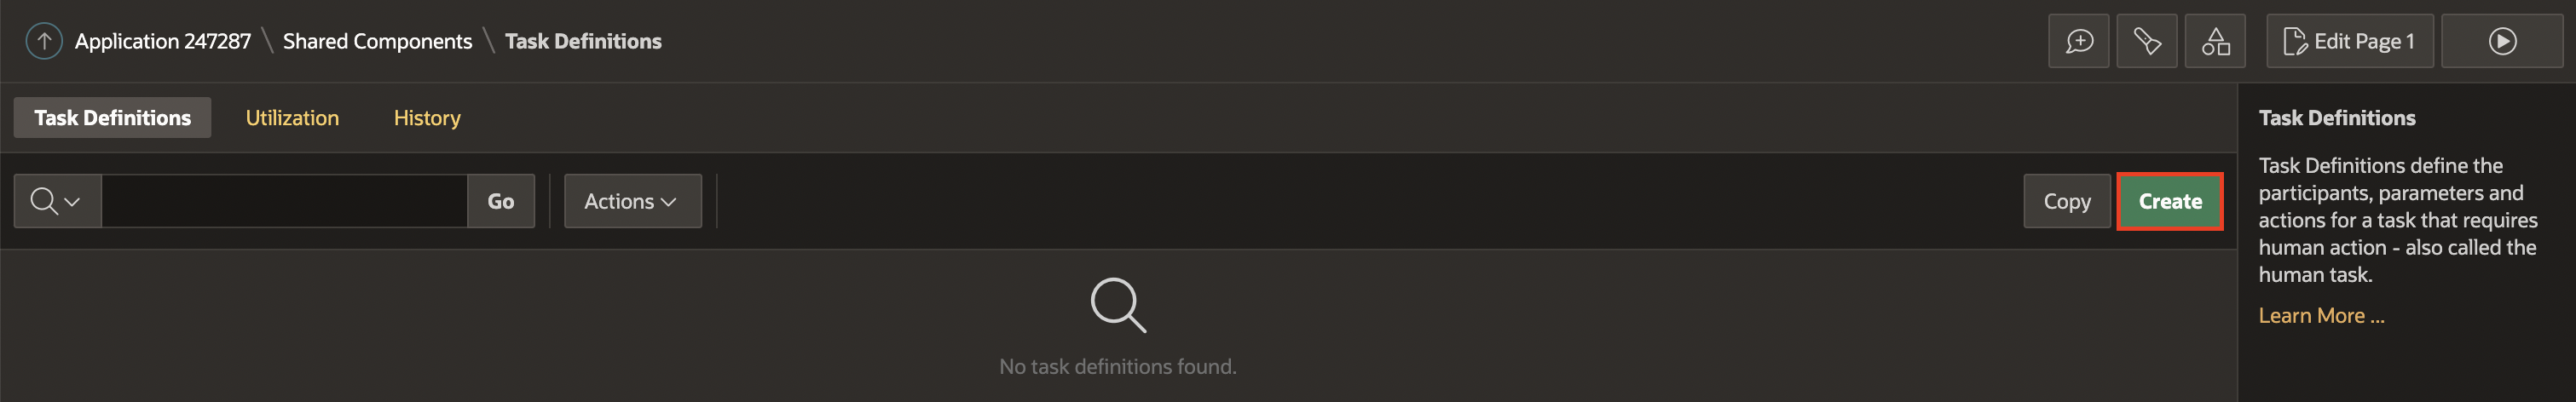 Application 247287 \ Shared Components \ Task Definitions
Edit Page 1
Task Definitions
Utilization
History
Go
Actions
Copy
Create
No task definitions found.
Task Definitions
Task Definitions define the
participants, parameters and
actions for a task that requires
human action - also called the
human task.
Learn More ...